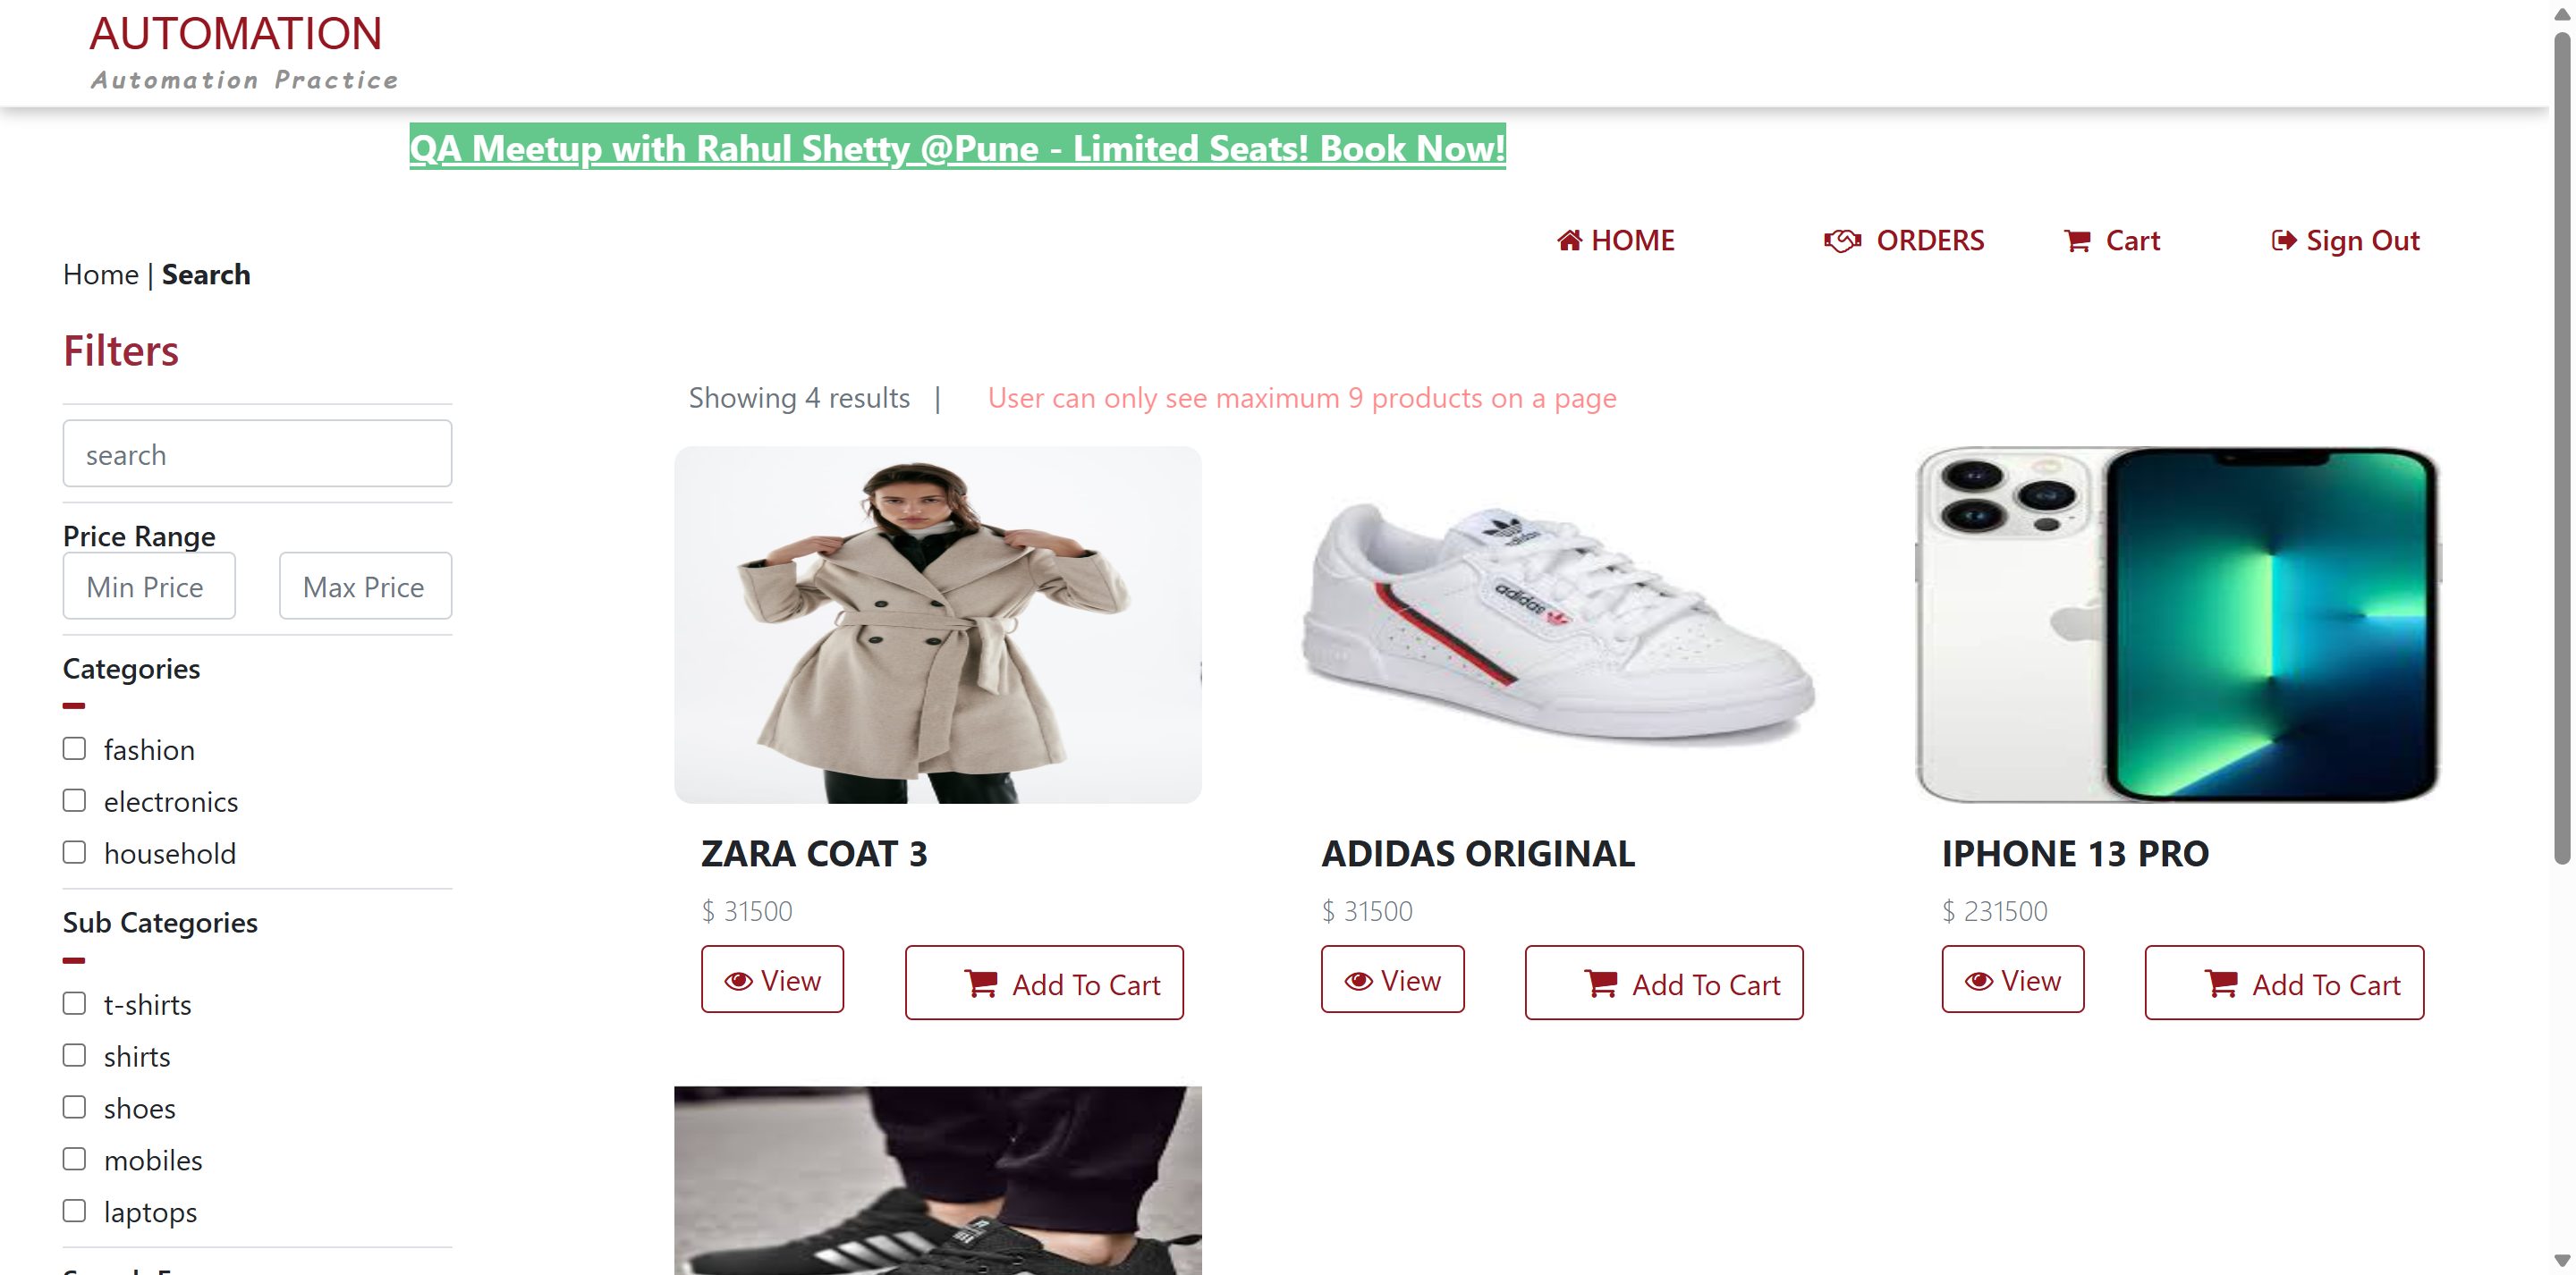 AUTOMATION
Automation Practice
QA Meetup with Rahul Shetty @Pune - Limited Seats! Book Now!
HOME
ORDERS
Cart
Sign Out
Home | Search
Filters
Showing 4 results |
User can only see maximum 9 products on a page
search
Price Range
Min Price
Max Price
Categories
fashion
electronics
household
Sub Categories
t-shirts
shirts
shoes
mobiles
laptops
adidas
adidas
ZARA COAT 3
$ 31500
View
Add To Cart
ADIDAS ORIGINAL
$ 31500
View
Add To Cart
IPHONE 13 PRO
$ 231500
View
Add To Cart